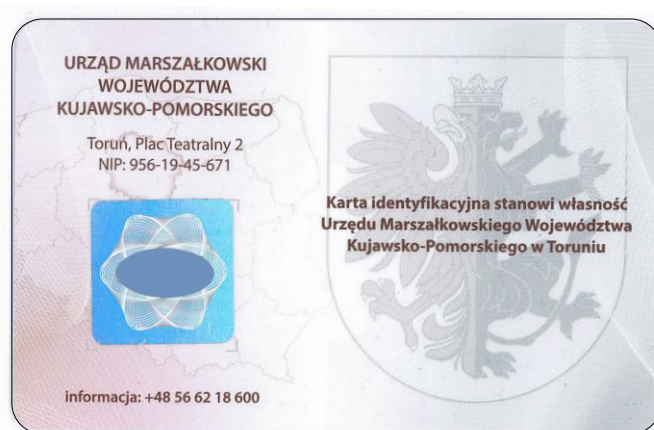 URZĄD MARSZAŁKOWSKI
WOJEWÓDZTWA
KUJAWSKO-POMORSKIEGO
Toruń, Plac Teatralny 2
NIP: 956-19-45-671
Karta identyfikacyjna stanowi własność
Urzędu Marszałkowskiego Województwa
Kujawsko-Pomorskiego w Toruniu
informacja: +48 56 62 18 600